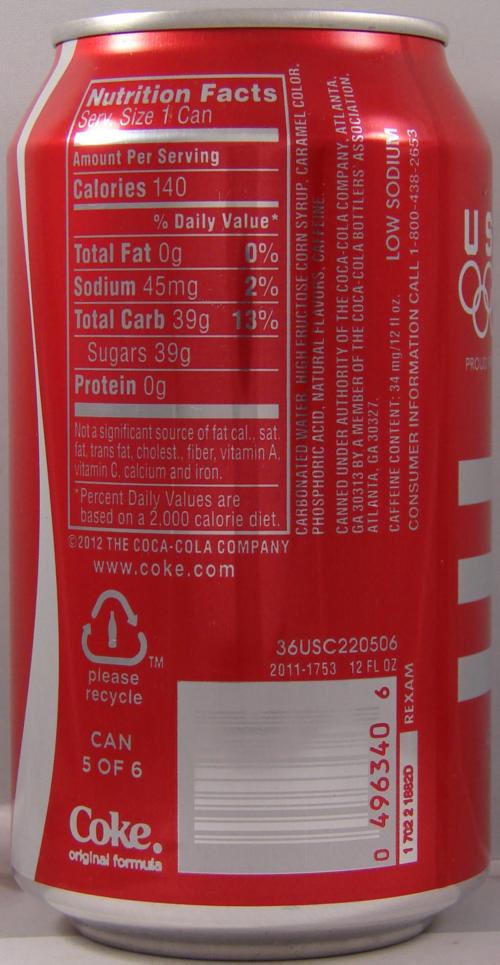 Nutrition Facts
Serv. Size 1 Can
Amount Per Serving
Calories 140
% Daily Value*
Total Fat 0g 0%
Sodium 45mg 2%
Total Carb 39g 13%
Sugars 39g
Protein 0g
Not a significant source of fat cal., sat.
fat, trans fat, cholest., fiber, vitamin A,
vitamin C, calcium and iron.
*Percent Daily Values are
based on a 2,000 calorie diet.
©2012 THE COCA-COLA COMPANY
www.coke.com
CARBONATED WATER, HIGH FRUCTOSE CORN SYRUP, CARAMEL COLOR,
PHOSPHORIC ACID, NATURAL FLAVORS, CAFFEINE.
CANNED UNDER AUTHORITY OF THE COCA-COLA COMPANY, ATLANTA,
GA 30313 BY A MEMBER OF THE COCA-COLA BOTTLERS' ASSOCIATION,
ATLANTA, GA 30327.
CAFFEINE CONTENT: 34 mg/12 fl oz. LOW SODIUM
CONSUMER INFORMATION CALL 1-800-438-2653
US
PROUD
TM
please
recycle
CAN
5 OF 6
Coke.
original formula
36USC220506
2011-1753 12 FL OZ
0 496340 6
REXAM
1 702 2 1882D